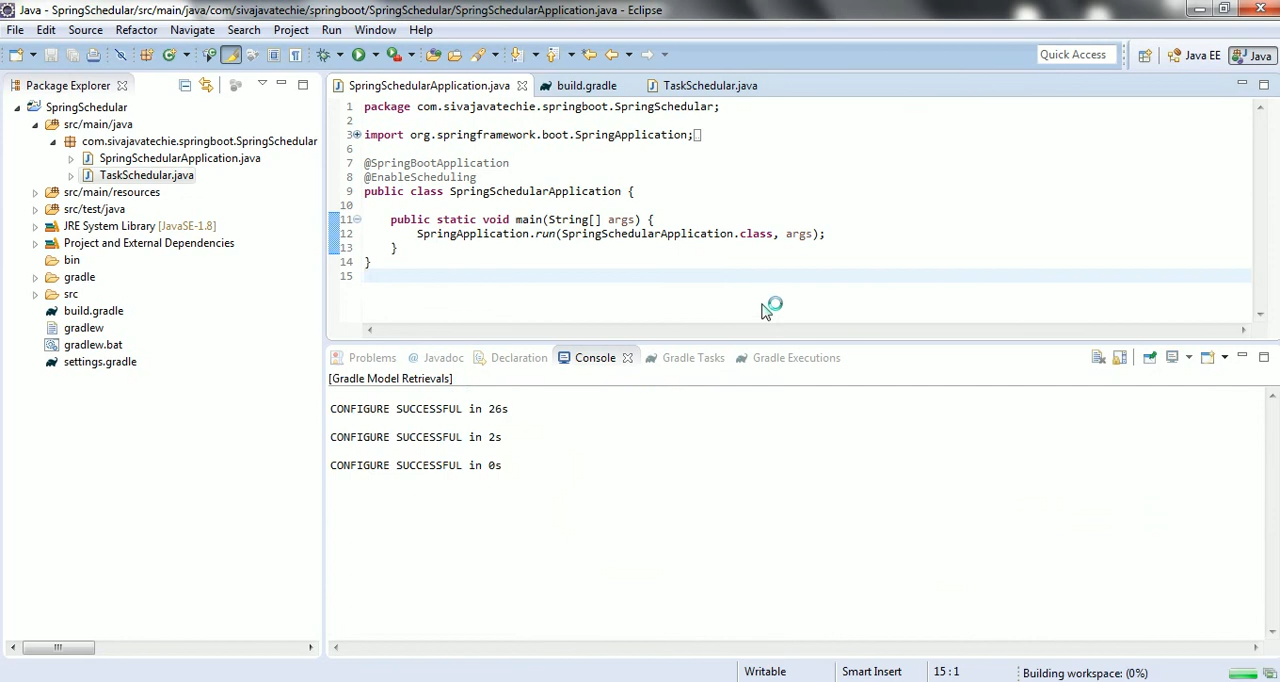 Java - SpringSchedular/src/main/java/com/sivajavatechie/springboot/SpringSchedular/SpringSchedularApplication.java - Eclipse
File Edit Source Refactor Navigate Search Project Run Window Help
Quick Access Java EE Java
Package Explorer
SpringSchedular
src/main/java
com.sivajavatechie.springboot.SpringSchedular
SpringSchedularApplication.java
TaskSchedular.java
src/main/resources
src/test/java
JRE System Library [JavaSE-1.8]
Project and External Dependencies
bin
gradle
src
build.gradle
gradlew
gradlew.bat
settings.gradle
SpringSchedularApplication.java build.gradle TaskSchedular.java
1 package com.sivajavatechie.springboot.SpringSchedular;
2
3 import org.springframework.boot.SpringApplication;
6
7 @SpringBootApplication
8 @EnableScheduling
9 public class SpringSchedularApplication {
10
11 public static void main(String[] args) {
12 SpringApplication.run(SpringSchedularApplication.class, args);
13 }
14 }
15
Problems @ Javadoc Declaration Console Gradle Tasks Gradle Executions
[Gradle Model Retrievals]
CONFIGURE SUCCESSFUL in 26s
CONFIGURE SUCCESSFUL in 2s
CONFIGURE SUCCESSFUL in 0s
Writable Smart Insert 15 : 1 Building workspace: (0%)